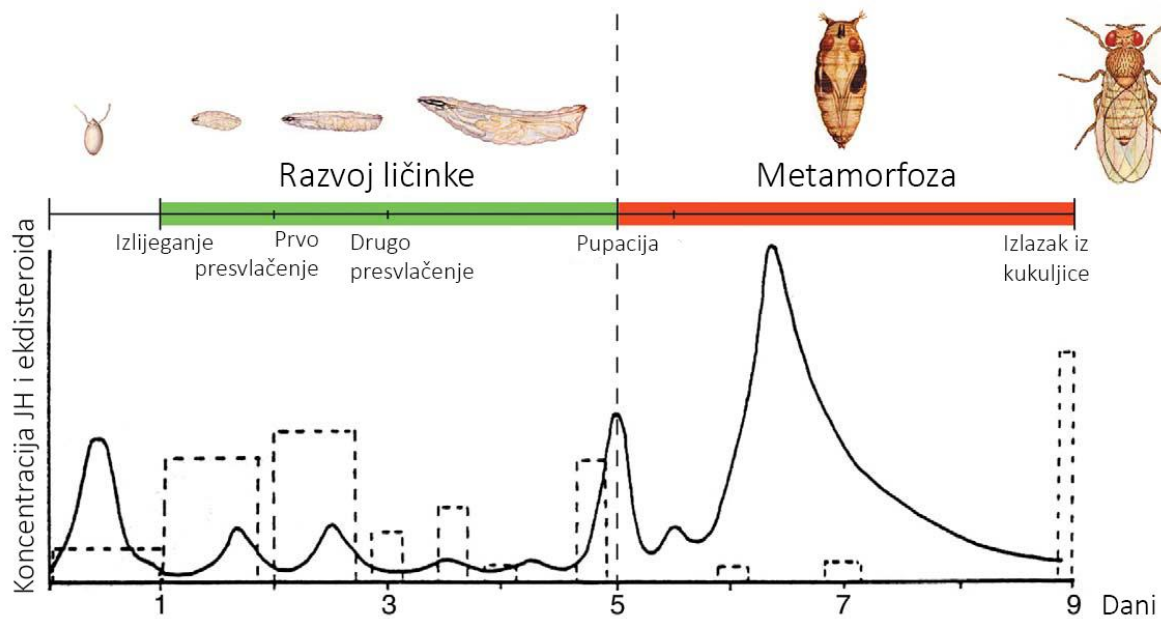 Razvoj ličinke
Metamorfoza
Izlijeganje
Prvo
presvlačenje
Drugo
presvlačenje
Pupacija
Izlazak iz
kukuljice
Koncentracija JH i ekdisteroida
1
3
5
7
9
Dani